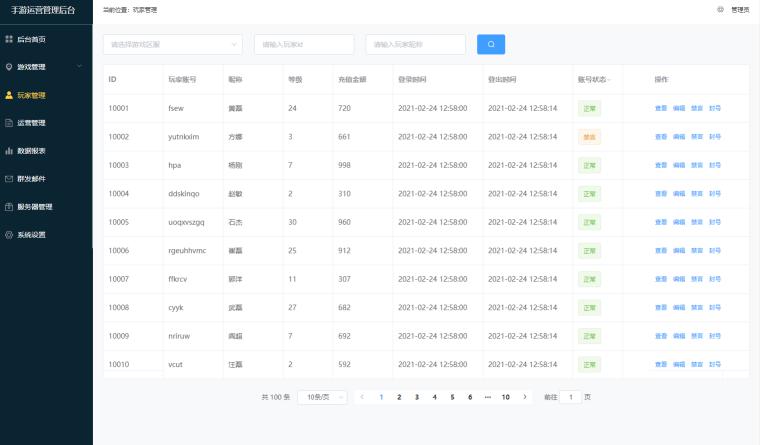 手游运营管理后台
当前位置：玩家管理
管理员
后台首页
游戏管理
玩家管理
运营管理
数据报表
群发邮件
服务器管理
系统设置
请选择游戏区服 请输入玩家id 请输入玩家昵称
ID 玩家账号 昵称 等级 充值金额 登录时间 登出时间 账号状态 操作
10001 fsew 黄磊 24 720 2021-02-24 12:58:00 2021-02-24 12:58:14 正常 查看 编辑 禁言 封号
10002 yutnkxim 方娜 3 661 2021-02-24 12:58:00 2021-02-24 12:58:14 禁言 查看 编辑 禁言 封号
10003 hpa 杨刚 7 998 2021-02-24 12:58:00 2021-02-24 12:58:14 正常 查看 编辑 禁言 封号
10004 ddskinqo 赵敏 2 310 2021-02-24 12:58:00 2021-02-24 12:58:14 正常 查看 编辑 禁言 封号
10005 uoqxvszgq 石杰 30 960 2021-02-24 12:58:00 2021-02-24 12:58:14 正常 查看 编辑 禁言 封号
10006 rgeuhhvmc 崔磊 25 912 2021-02-24 12:58:00 2021-02-24 12:58:14 正常 查看 编辑 禁言 封号
10007 ffkrcv 顾洋 11 307 2021-02-24 12:58:00 2021-02-24 12:58:14 正常 查看 编辑 禁言 封号
10008 cyyk 武磊 27 682 2021-02-24 12:58:00 2021-02-24 12:58:14 正常 查看 编辑 禁言 封号
10009 nriruw 阎超 7 692 2021-02-24 12:58:00 2021-02-24 12:58:14 正常 查看 编辑 禁言 封号
10010 vcut 汪磊 2 592 2021-02-24 12:58:00 2021-02-24 12:58:14 正常 查看 编辑 禁言 封号
共 100 条 10条/页 1 2 3 4 5 6 ••• 10 前往 1 页